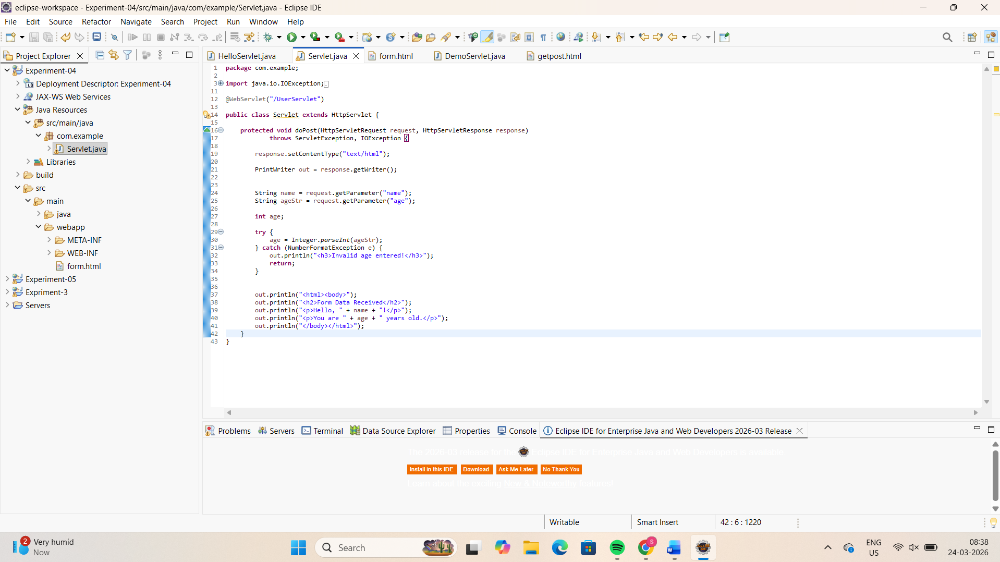 eclipse-workspace - Experiment-04/src/main/java/com/example/Servlet.java - Eclipse IDE
File Edit Source Refactor Navigate Search Project Run Window Help
Project Explorer
Experiment-04
Deployment Descriptor: Experiment-04
JAX-WS Web Services
Java Resources
src/main/java
com.example
Servlet.java
Libraries
build
src
main
java
webapp
META-INF
WEB-INF
form.html
Experiment-05
Expriment-3
Servers
HelloServlet.java Servlet.java form.html DemoServlet.java getpost.html
1 package com.example;
2
3 import java.io.IOException;
11
12 @WebServlet("/UserServlet")
13
14 public class Servlet extends HttpServlet {
15
16 protected void doPost(HttpServletRequest request, HttpServletResponse response)
17 throws ServletException, IOException {
18
19 response.setContentType("text/html");
20
21 PrintWriter out = response.getWriter();
22
23
24 String name = request.getParameter("name");
25 String ageStr = request.getParameter("age");
26
27 int age;
28
29 try {
30 age = Integer.parseInt(ageStr);
31 } catch (NumberFormatException e) {
32 out.println("<h3>Invalid age entered!</h3>");
33 return;
34 }
35
36
37 out.println("<html><body>");
38 out.println("<h2>Form Data Received</h2>");
39 out.println("<p>Hello, " + name + "!</p>");
40 out.println("<p>You are " + age + " years old.</p>");
41 out.println("</body></html>");
42 }
43 }
Problems Servers Terminal Data Source Explorer Properties Console Eclipse IDE for Enterprise Java and Web Developers 2026-03 Release
The 2026-03 release for the Eclipse IDE for Enterprise Java and Web Developers is available
Install in this IDE Download Ask Me Later No Thank You
Learn about the exciting New & Noteworthy features!
Writable Smart Insert 42 : 6 : 1220
2 Very humid
Now
Search
S
ENG
US
08:38
24-03-2026